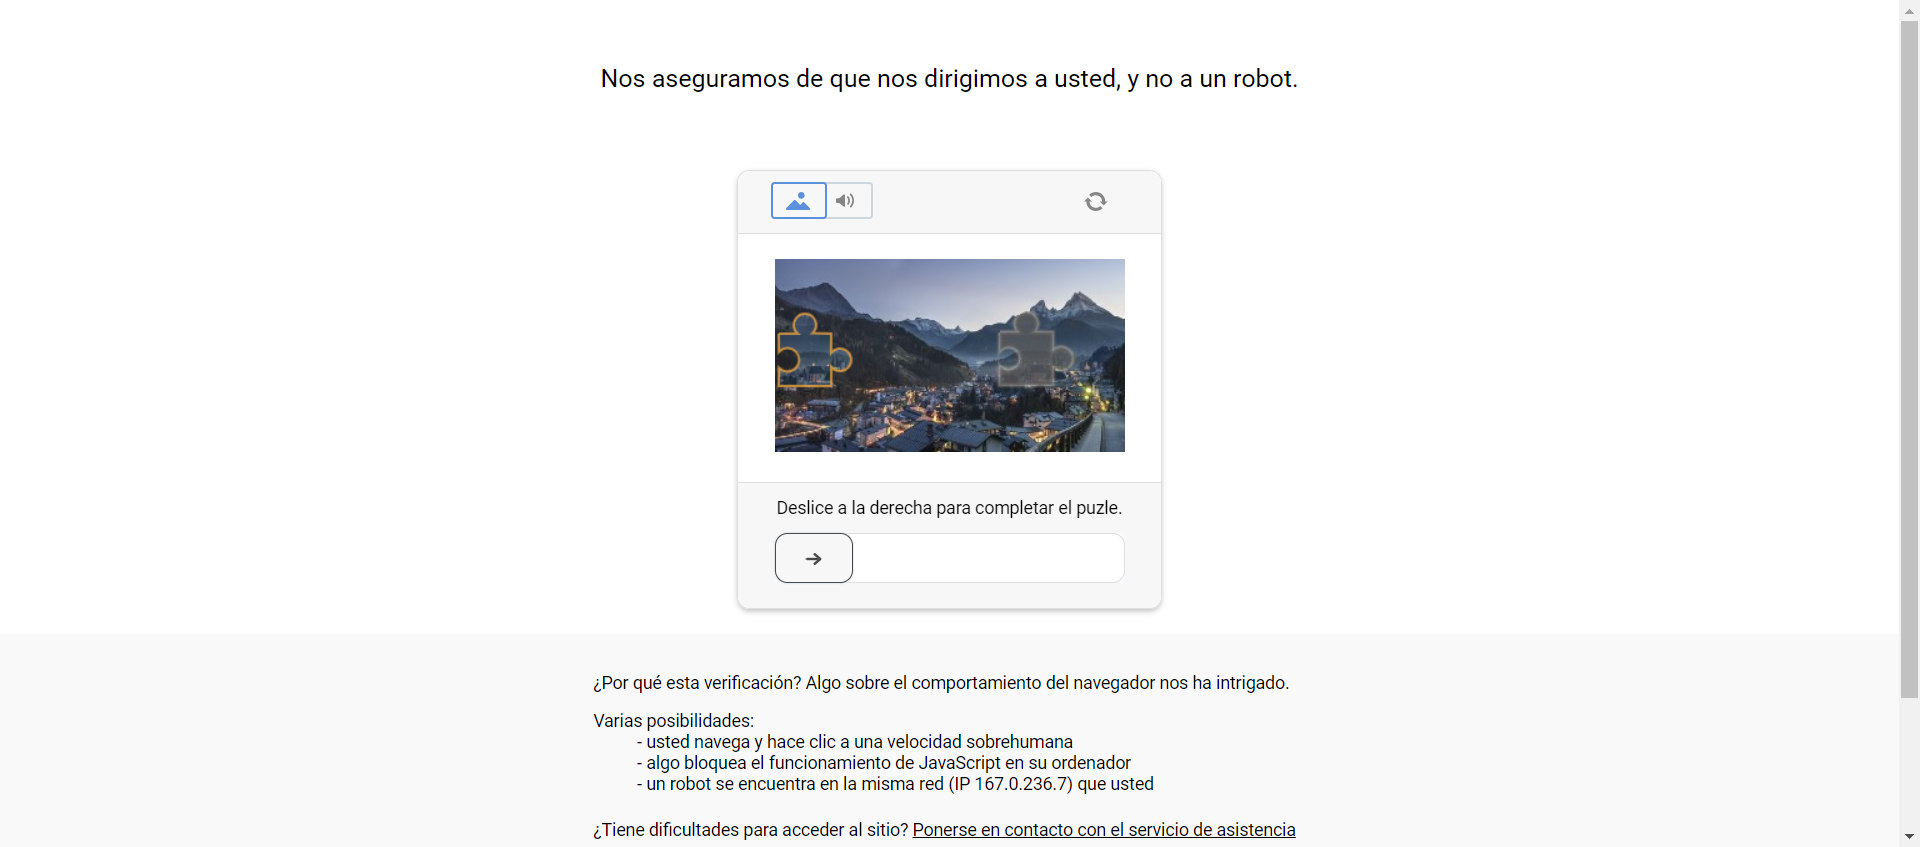 Nos aseguramos de que nos dirigimos a usted, y no a un robot.
Deslice a la derecha para completar el puzle.
¿Por qué esta verificación? Algo sobre el comportamiento del navegador nos ha intrigado.
Varias posibilidades:
- usted navega y hace clic a una velocidad sobrehumana
- algo bloquea el funcionamiento de JavaScript en su ordenador
- un robot se encuentra en la misma red (IP 167.0.236.7) que usted
¿Tiene dificultades para acceder al sitio? Ponerse en contacto con el servicio de asistencia